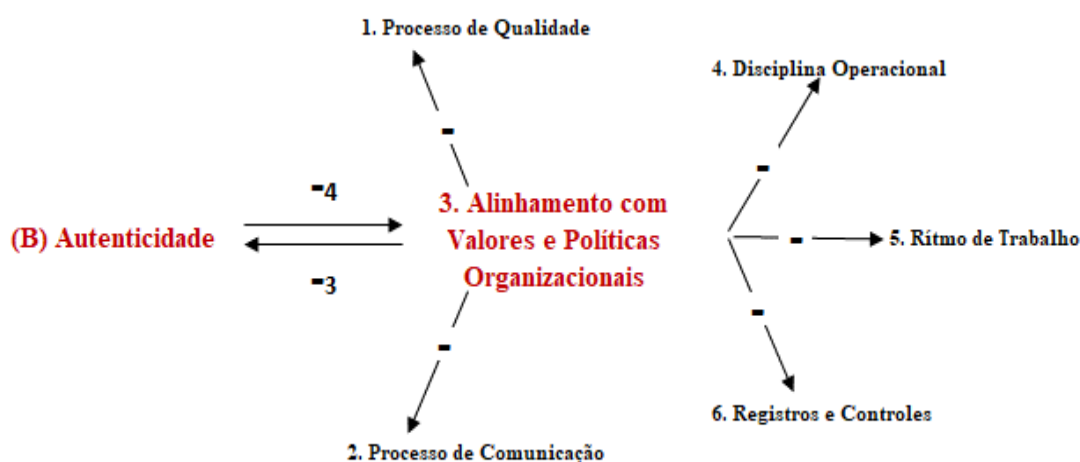 1. Processo de Qualidade
4. Disciplina Operacional
-
-
-4
3. Alinhamento com
(B) Autenticidade
Valores e Políticas
-
5. Rítmo de Trabalho
Organizacionais
-3
-
-
6. Registros e Controles
2. Processo de Comunicação